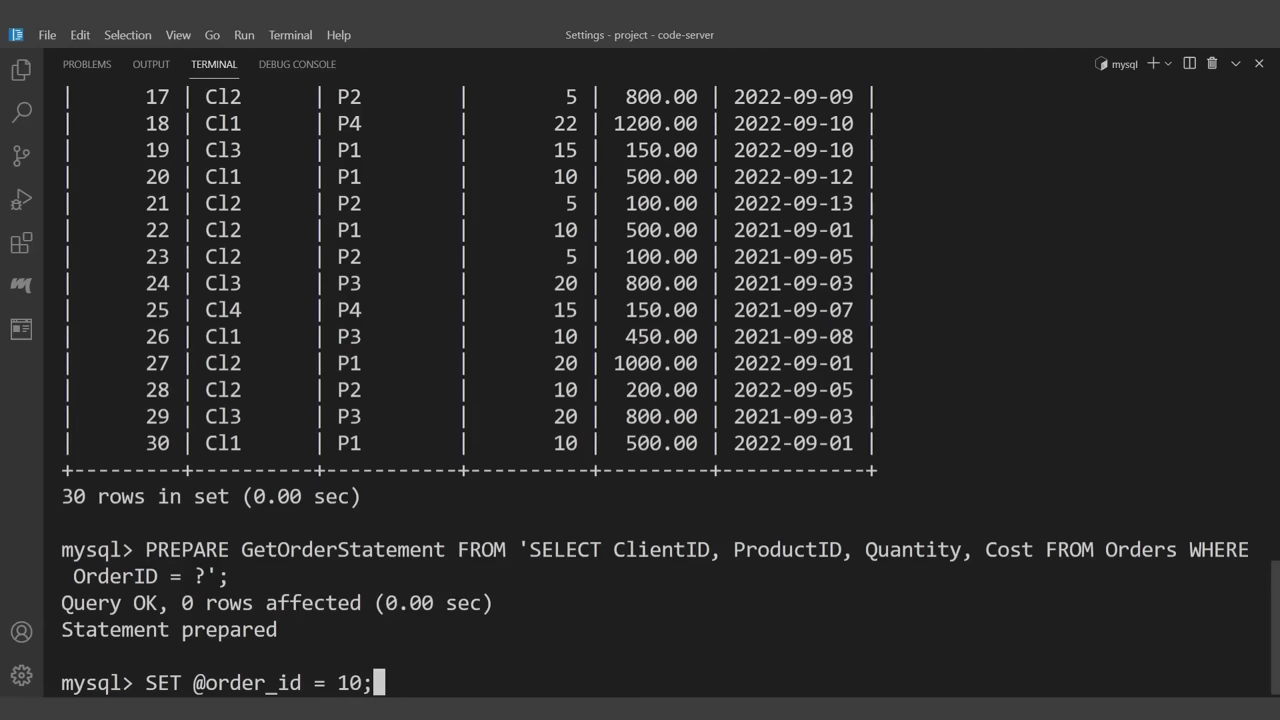 File Edit Selection View Go Run Terminal Help Settings - project - code-server
PROBLEMS OUTPUT TERMINAL DEBUG CONSOLE mysql
| 17 | Cl2 | P2 | 5 | 800.00 | 2022-09-09 |
| 18 | Cl1 | P4 | 22 | 1200.00 | 2022-09-10 |
| 19 | Cl3 | P1 | 15 | 150.00 | 2022-09-10 |
| 20 | Cl1 | P1 | 10 | 500.00 | 2022-09-12 |
| 21 | Cl2 | P2 | 5 | 100.00 | 2022-09-13 |
| 22 | Cl2 | P1 | 10 | 500.00 | 2021-09-01 |
| 23 | Cl2 | P2 | 5 | 100.00 | 2021-09-05 |
| 24 | Cl3 | P3 | 20 | 800.00 | 2021-09-03 |
| 25 | Cl4 | P4 | 15 | 150.00 | 2021-09-07 |
| 26 | Cl1 | P3 | 10 | 450.00 | 2021-09-08 |
| 27 | Cl2 | P1 | 20 | 1000.00 | 2022-09-01 |
| 28 | Cl2 | P2 | 10 | 200.00 | 2022-09-05 |
| 29 | Cl3 | P3 | 20 | 800.00 | 2021-09-03 |
| 30 | Cl1 | P1 | 10 | 500.00 | 2022-09-01 |
+---------+----------+-----------+----------+---------+------------+
30 rows in set (0.00 sec)
mysql> PREPARE GetOrderStatement FROM 'SELECT ClientID, ProductID, Quantity, Cost FROM Orders WHERE
OrderID = ?';
Query OK, 0 rows affected (0.00 sec)
Statement prepared
mysql> SET @order_id = 10;